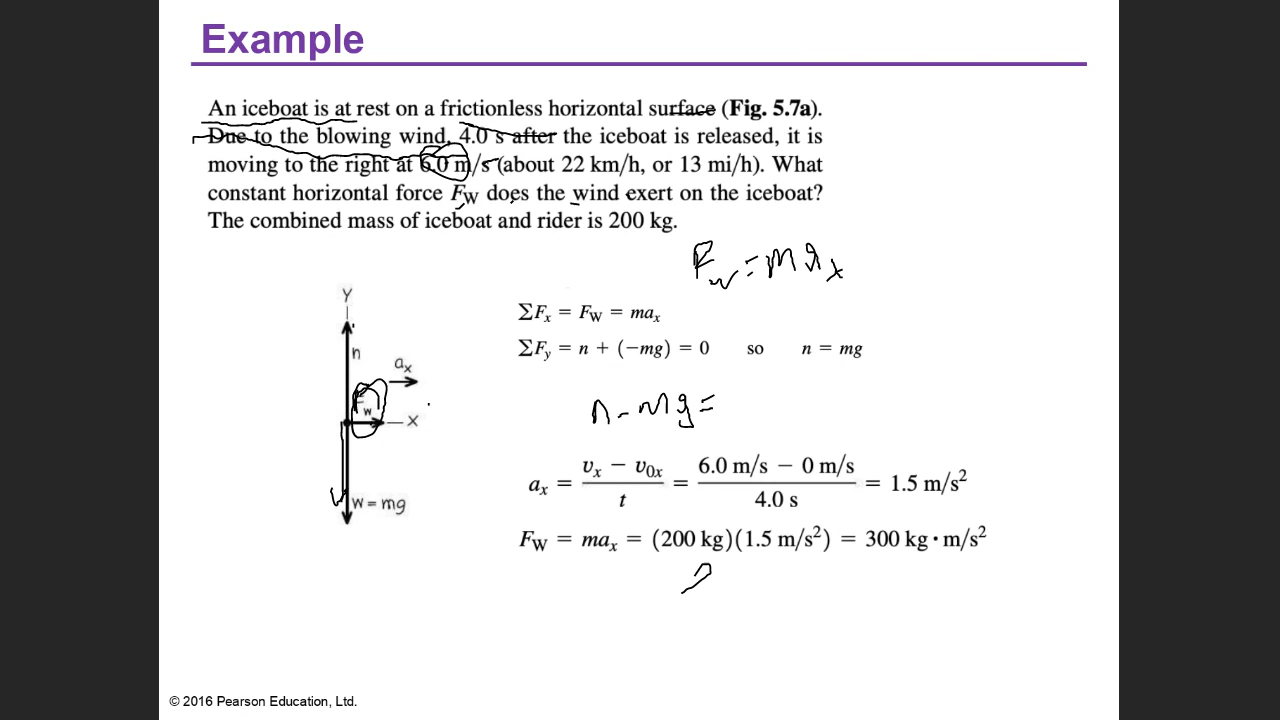 Example
An iceboat is at rest on a frictionless horizontal surface (Fig. 5.7a).
Due to the blowing wind, 4.0 s after the iceboat is released, it is
moving to the right at 6.0 m/s (about 22 km/h, or 13 mi/h). What
constant horizontal force F_W does the wind exert on the iceboat?
The combined mass of iceboat and rider is 200 kg.
F_w = m a_x
Y
n
a_x
F_w
X
w = mg
ΣF_x = F_W = ma_x
ΣF_y = n + (−mg) = 0 so n = mg
n - mg =
a_x = (v_x − v_0x) / t = (6.0 m/s − 0 m/s) / 4.0 s = 1.5 m/s²
F_W = ma_x = (200 kg)(1.5 m/s²) = 300 kg · m/s²
© 2016 Pearson Education, Ltd.